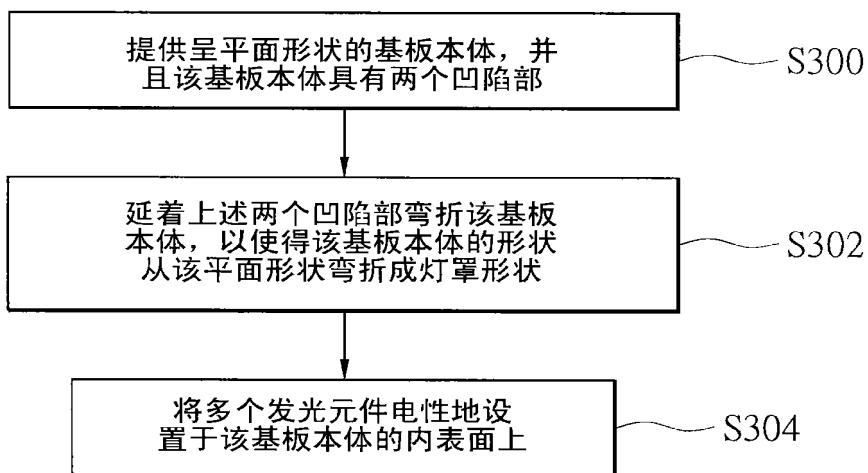 提供呈平面形状的基板本体，并
且该基板本体具有两个凹陷部
S300
延着上述两个凹陷部弯折该基板
本体，以使得该基板本体的形状
从该平面形状弯折成灯罩形状
S302
将多个发光元件电性地设
置于该基板本体的内表面上
S304